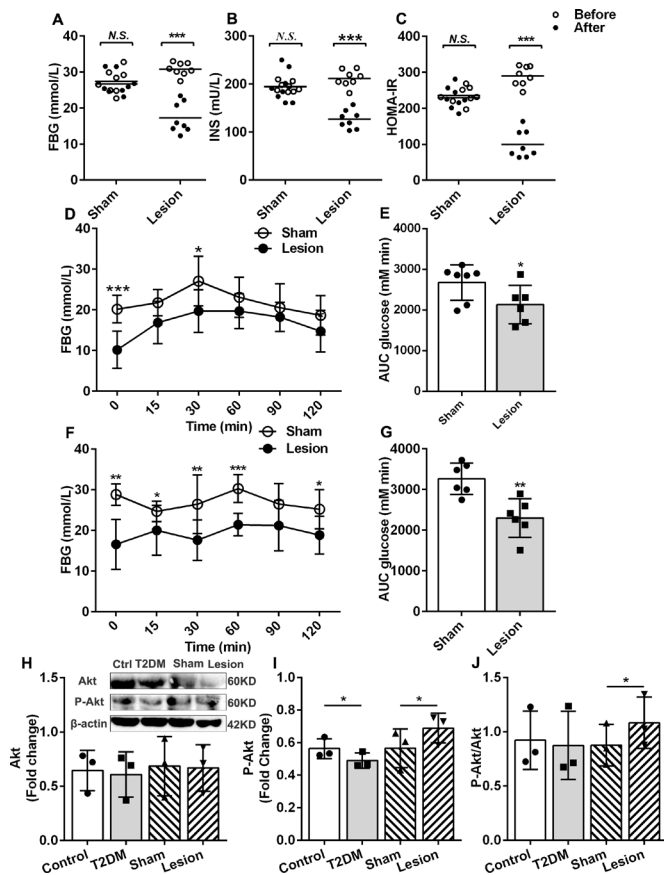 A
B
C
Before
After
N.S.
***
N.S.
***
N.S.
***
FBG (mmol/L)
40
30
20
10
0
INS (mU/L)
300
200
100
0
HOMA-IR
400
300
200
100
0
Sham
Lesion
Sham
Lesion
Sham
Lesion
D
Sham
Lesion
FBG (mmol/L)
40
30
20
10
0
***
*
0
15
30
60
90
120
Time (min)
E
AUC glucose (mM min)
4000
3000
2000
1000
0
*
Sham
Lesion
F
Sham
Lesion
FBG (mmol/L)
40
30
20
10
0
**
*
**
***
*
0
15
30
60
90
120
Time (min)
G
AUC glucose (mM min)
4000
3000
2000
1000
0
**
Sham
Lesion
H
Ctrl T2DM Sham Lesion
Akt 60KD
P-Akt 60KD
β-actin 42KD
Akt
(Fold change)
1.5
1.0
0.5
0.0
Control
T2DM
Sham
Lesion
I
P-Akt
(Fold Change)
1.0
0.8
0.6
0.4
0.2
0.0
*
*
Control
T2DM
Sham
Lesion
J
P-Akt/Akt
1.5
1.0
0.5
0.0
*
Control
T2DM
Sham
Lesion